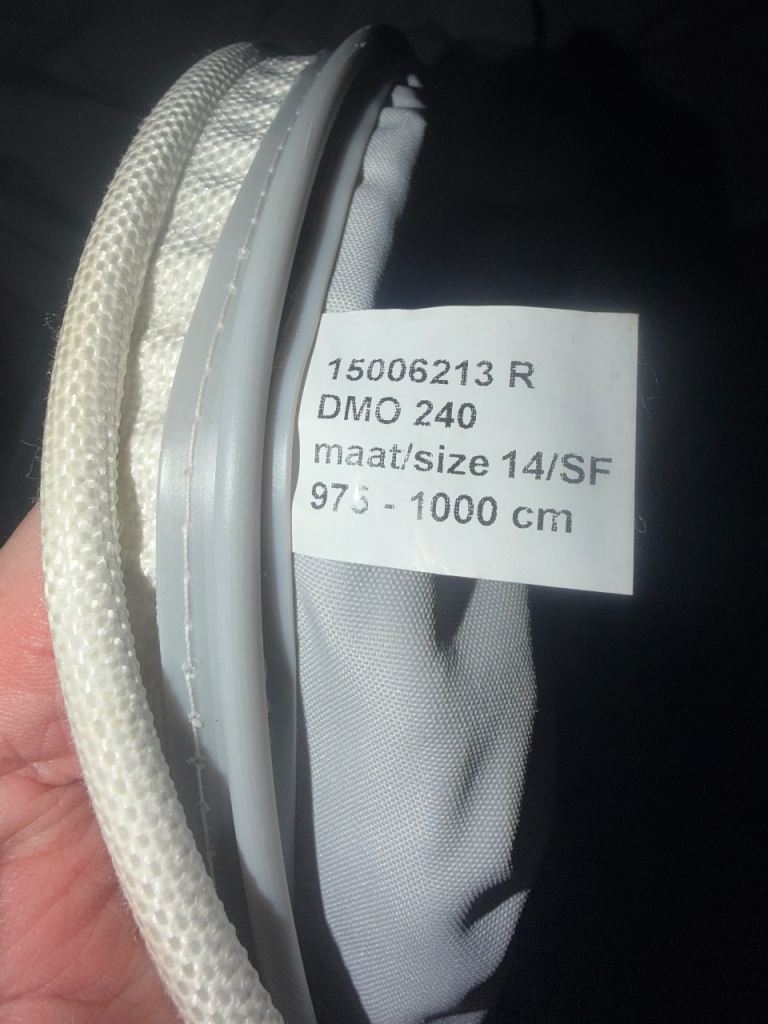 15006213 R
DMO 240
maat/size 14/SF
975 - 1000 cm